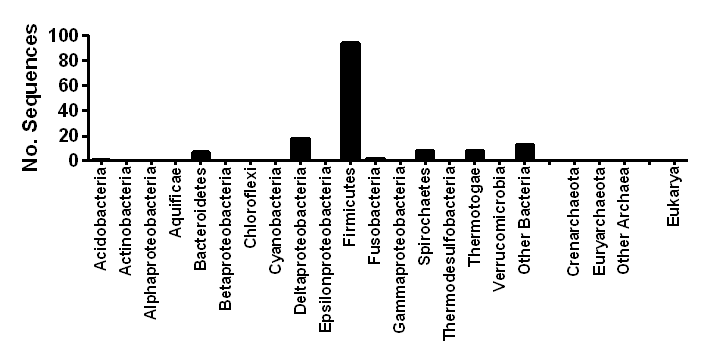 No. Sequences
100
80
60
40
20
0
Acidobacteria
Actinobacteria
Alphaproteobacteria
Aquificae
Bacteroidetes
Betaproteobacteria
Chloroflexi
Cyanobacteria
Deltaproteobacteria
Epsilonproteobacteria
Firmicutes
Fusobacteria
Gammaproteobacteria
Spirochaetes
Thermodesulfobacteria
Thermotogae
Verrucomicrobia
Other Bacteria
Crenarchaeota
Euryarchaeota
Other Archaea
Eukarya